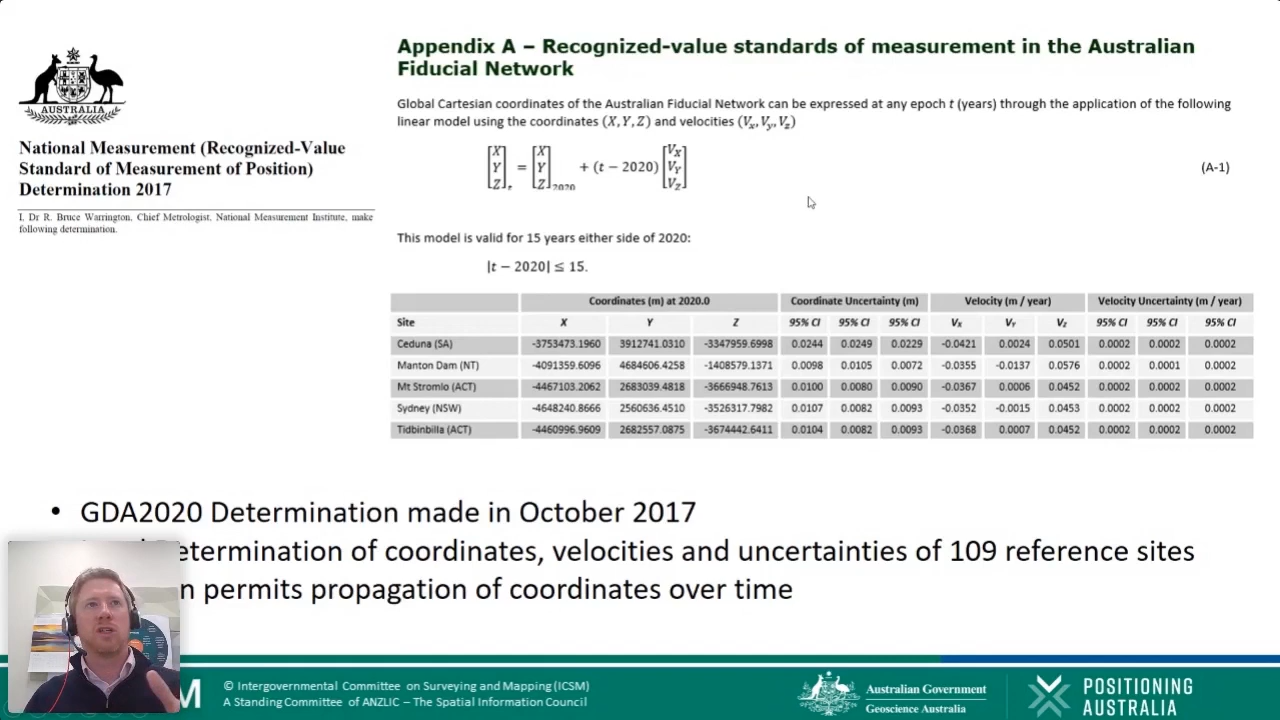 AUSTRALIA
National Measurement (Recognized-Value
Standard of Measurement of Position)
Determination 2017
I, Dr R. Bruce Warrington, Chief Metrologist, National Measurement Institute, make
following determination.
Appendix A – Recognized-value standards of measurement in the Australian
Fiducial Network
Global Cartesian coordinates of the Australian Fiducial Network can be expressed at any epoch t (years) through the application of the following
linear model using the coordinates (X, Y, Z) and velocities (Vx, Vy, Vz)
[X Y Z]t = [X Y Z]2020 + (t − 2020) [VX VY VZ] (A-1)
This model is valid for 15 years either side of 2020:
|t − 2020| ≤ 15.
Coordinates (m) at 2020.0 Coordinate Uncertainty (m) Velocity (m / year) Velocity Uncertainty (m / year)
Site X Y Z 95% CI 95% CI 95% CI VX VY VZ 95% CI 95% CI 95% CI
Ceduna (SA) -3753473.1960 3912741.0310 -3347959.6998 0.0244 0.0249 0.0229 -0.0421 0.0024 0.0501 0.0002 0.0002 0.0002
Manton Dam (NT) -4091359.6096 4684606.4258 -1408579.1371 0.0098 0.0105 0.0072 -0.0355 -0.0137 0.0576 0.0002 0.0001 0.0002
Mt Stromlo (ACT) -4467103.2062 2683039.4818 -3666948.7613 0.0100 0.0080 0.0090 -0.0367 0.0006 0.0452 0.0002 0.0002 0.0002
Sydney (NSW) -4648240.8666 2560636.4510 -3526317.7982 0.0107 0.0082 0.0093 -0.0352 -0.0015 0.0453 0.0002 0.0002 0.0002
Tidbinbilla (ACT) -4460996.9609 2682557.0875 -3674442.6411 0.0104 0.0082 0.0093 -0.0368 0.0007 0.0452 0.0002 0.0002 0.0002
• GDA2020 Determination made in October 2017
Determination of coordinates, velocities and uncertainties of 109 reference sites
n permits propagation of coordinates over time
M
© Intergovernmental Committee on Surveying and Mapping (ICSM)
A Standing Committee of ANZLIC – The Spatial Information Council
Australian Government
Geoscience Australia
POSITIONING
AUSTRALIA